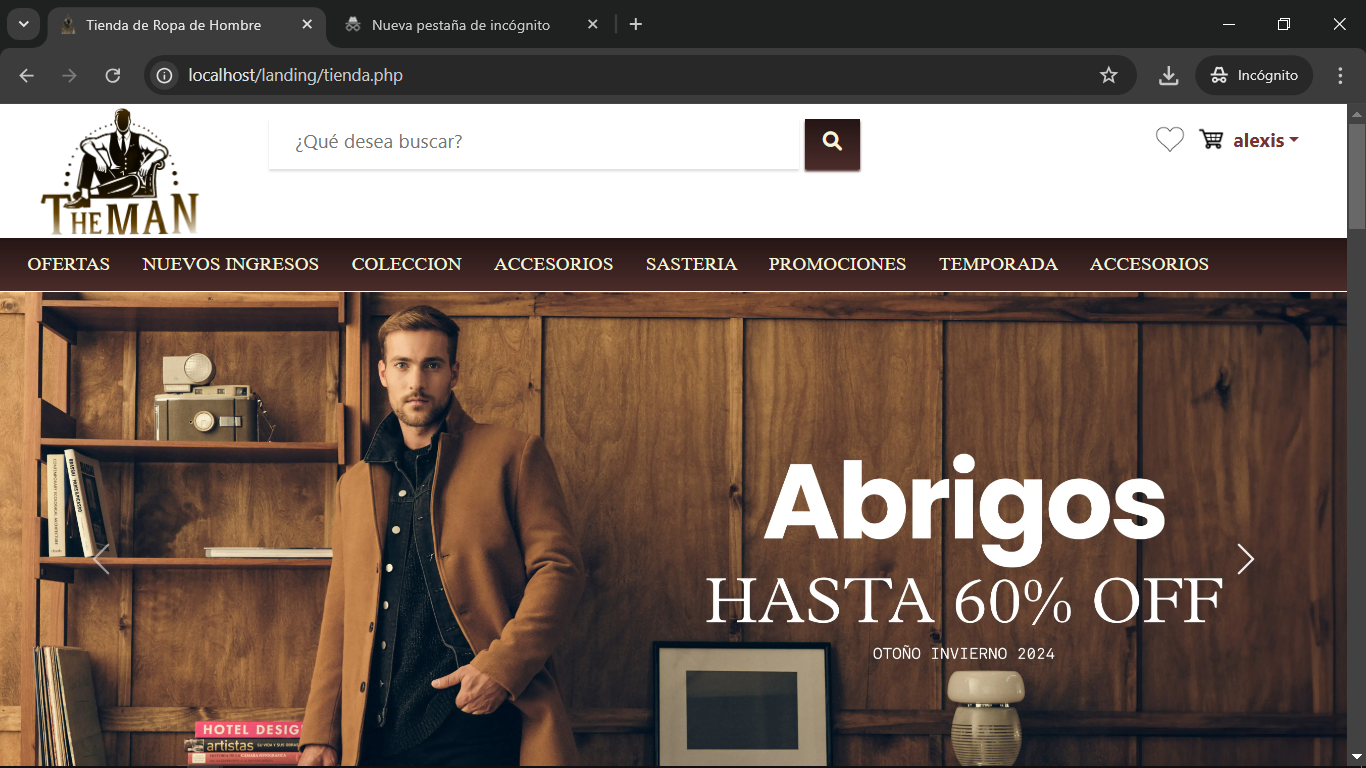 Tienda de Ropa de Hombre
Nueva pestaña de incógnito
localhost/landing/tienda.php
Incógnito
THEMAN
¿Qué desea buscar?
alexis
OFERTAS NUEVOS INGRESOS COLECCION ACCESORIOS SASTERIA PROMOCIONES TEMPORADA ACCESORIOS
Abrigos
HASTA 60% OFF
OTOÑO INVIERNO 2024
HOTEL DESIG
artistas